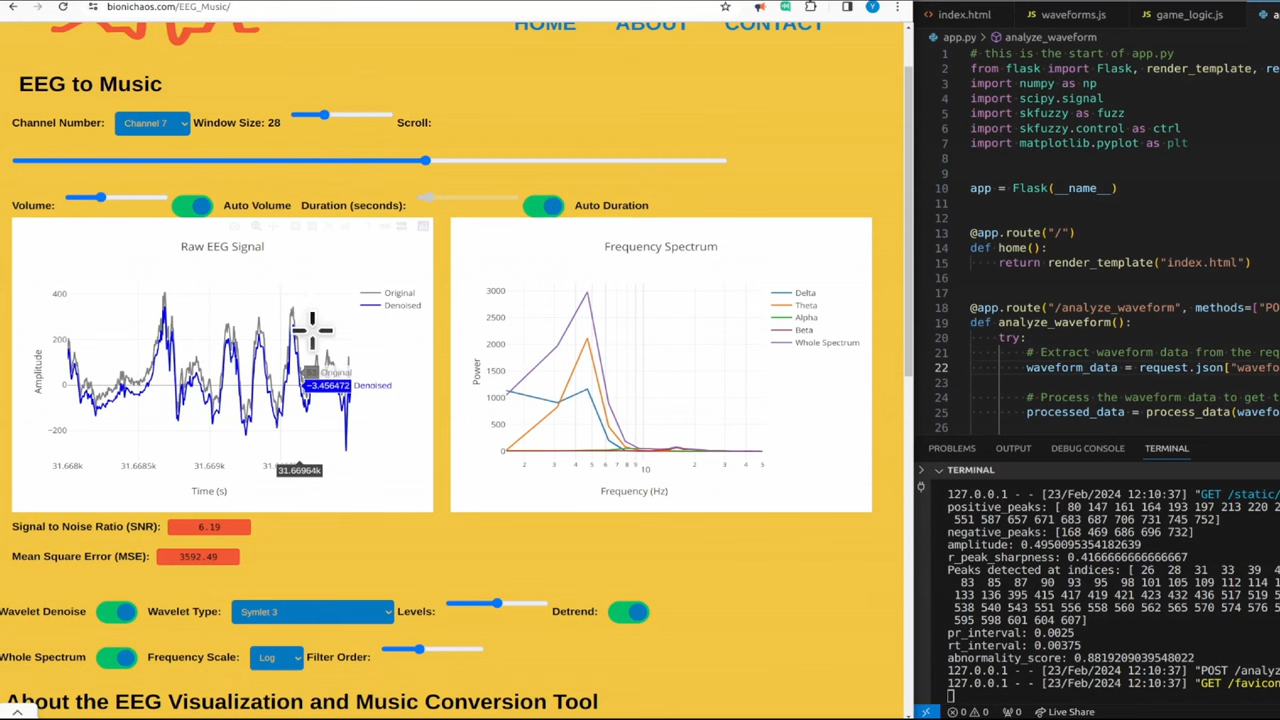 bionichaos.com/EEG_Music/
Y
HOME ABOUT CONTACT
EEG to Music
Channel Number: Channel 7 Window Size: 28 Scroll:
Volume: Auto Volume Duration (seconds): Auto Duration
Raw EEG Signal
Original
Denoised
400
200
0
−200
Amplitude
Original
−3.456472 Denoised
31.668k 31.6685k 31.669k
31.66964k
Time (s)
Frequency Spectrum
Delta
Theta
Alpha
Beta
Whole Spectrum
3000
2500
2000
1500
1000
500
0
Power
2 3 4 5 6 7 8 9 10 2 3 4 5
Frequency (Hz)
Signal to Noise Ratio (SNR): 6.19
Mean Square Error (MSE): 3592.49
Wavelet Denoise Wavelet Type: Symlet 3 Levels: Detrend:
Whole Spectrum Frequency Scale: Log Filter Order:
About the EEG Visualization and Music Conversion Tool
index.html waveforms.js game_logic.js a
app.py > analyze_waveform
1 # this is the start of app.py
2 from flask import Flask, render_template, re
3 import numpy as np
4 import scipy.signal
5 import skfuzzy as fuzz
6 import skfuzzy.control as ctrl
7 import matplotlib.pyplot as plt
8
9
10 app = Flask(__name__)
11
12
13 @app.route("/")
14 def home():
15 return render_template("index.html")
16
17
18 @app.route("/analyze_waveform", methods=["PO
19 def analyze_waveform():
20 try:
21 # Extract waveform data from the req
22 waveform_data = request.json["wavefo
23
24 # Process the waveform data to get t
25 processed_data = process_data(wavefo
26
PROBLEMS OUTPUT DEBUG CONSOLE TERMINAL
TERMINAL
127.0.0.1 - - [23/Feb/2024 12:10:37] "GET /static/
positive_peaks: [ 80 147 161 164 193 197 213 220 2
551 587 657 671 683 687 706 731 745 752]
negative_peaks: [168 469 686 696 732]
amplitude: 0.4950095354182639
r_peak_sharpness: 0.4166666666666667
Peaks detected at indices: [ 26 28 31 33 39 4
83 85 87 90 93 95 98 101 105 109 112 114 1
133 136 395 415 417 419 421 423 432 436 517 519 5
538 540 543 551 556 558 560 562 565 570 574 576 5
595 598 601 604 607]
pr_interval: 0.0025
rt_interval: 0.00375
abnormality_score: 0.8819209039548022
127.0.0.1 - - [23/Feb/2024 12:10:37] "POST /analyz
127.0.0.1 - - [23/Feb/2024 12:10:37] "GET /favicon
0 0 0 Live Share